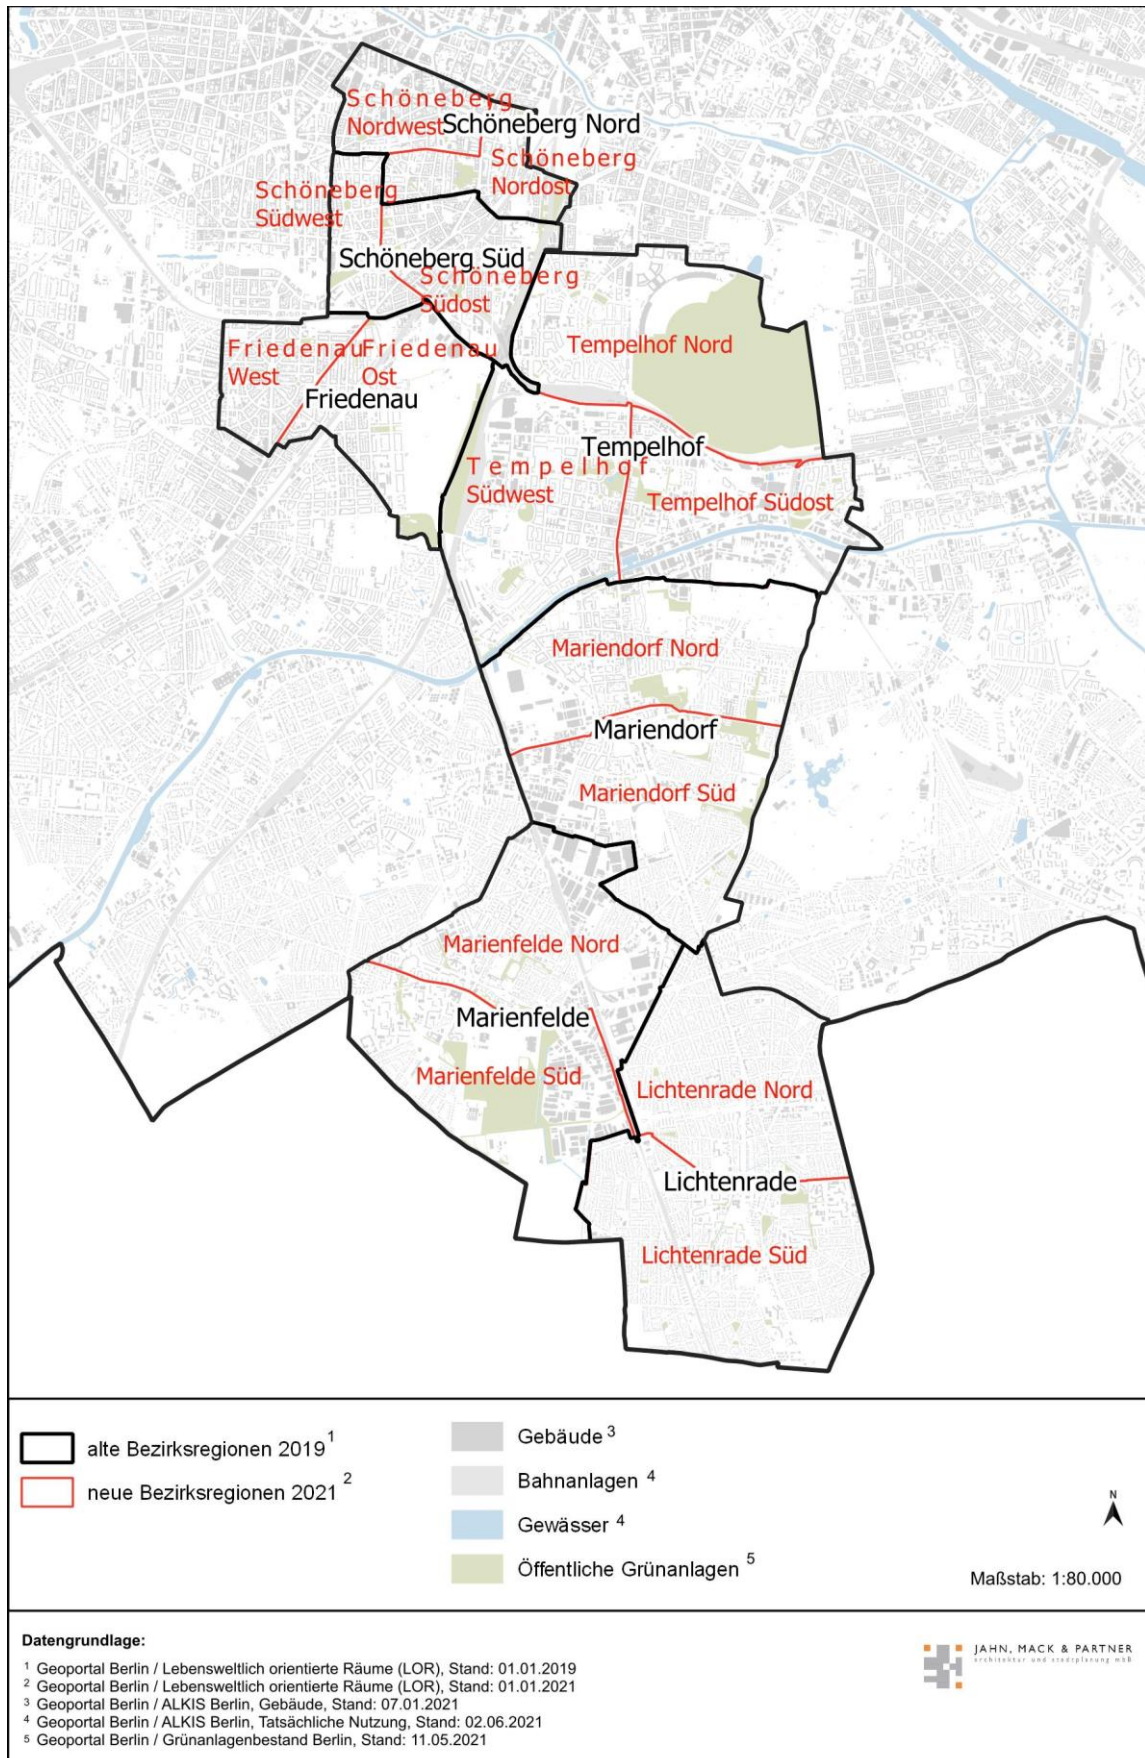 Schöneberg
Nordwest
Schöneberg Nord
Schöneberg
Nordost
Schöneberg
Südwest
Schöneberg Süd
Schöneberg
Südost
Friedenau
West
Friedenau
Ost
Friedenau
Tempelhof Nord
Tempelhof
Tempelhof
Südwest
Tempelhof Südost
Mariendorf Nord
Mariendorf
Mariendorf Süd
Marienfelde Nord
Marienfelde
Marienfelde Süd
Lichtenrade Nord
Lichtenrade
Lichtenrade Süd
alte Bezirksregionen 2019 1
neue Bezirksregionen 2021 2
Gebäude 3
Bahnanlagen 4
Gewässer 4
Öffentliche Grünanlagen 5
N
Maßstab: 1:80.000
Datengrundlage:
1 Geoportal Berlin / Lebensweltlich orientierte Räume (LOR), Stand: 01.01.2019
2 Geoportal Berlin / Lebensweltlich orientierte Räume (LOR), Stand: 01.01.2021
3 Geoportal Berlin / ALKIS Berlin, Gebäude, Stand: 07.01.2021
4 Geoportal Berlin / ALKIS Berlin, Tatsächliche Nutzung, Stand: 02.06.2021
5 Geoportal Berlin / Grünanlagenbestand Berlin, Stand: 11.05.2021
JAHN, MACK & PARTNER
architektur und stadtplanung mbB